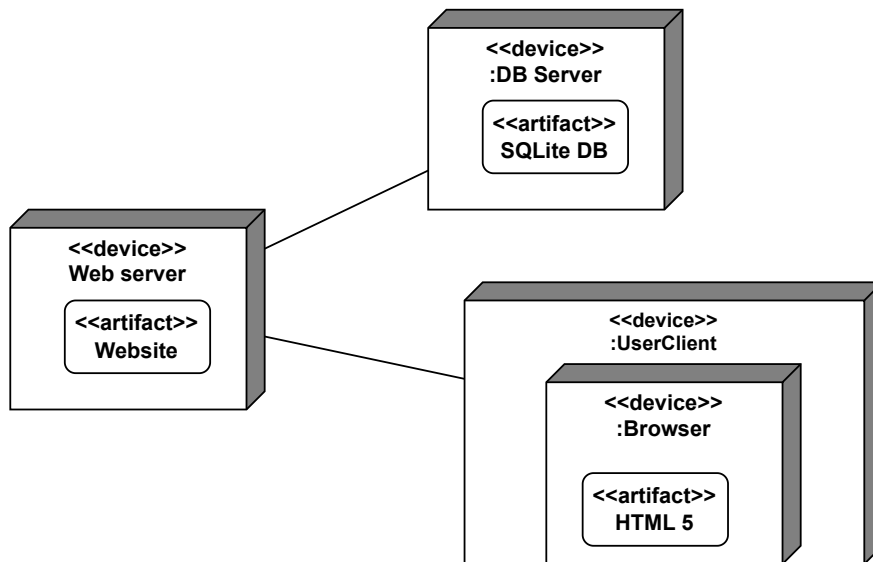 <<device>>
:DB Server
<<artifact>>
SQLite DB
<<device>>
Web server
<<artifact>>
Website
<<device>>
:UserClient
<<device>>
:Browser
<<artifact>>
HTML 5